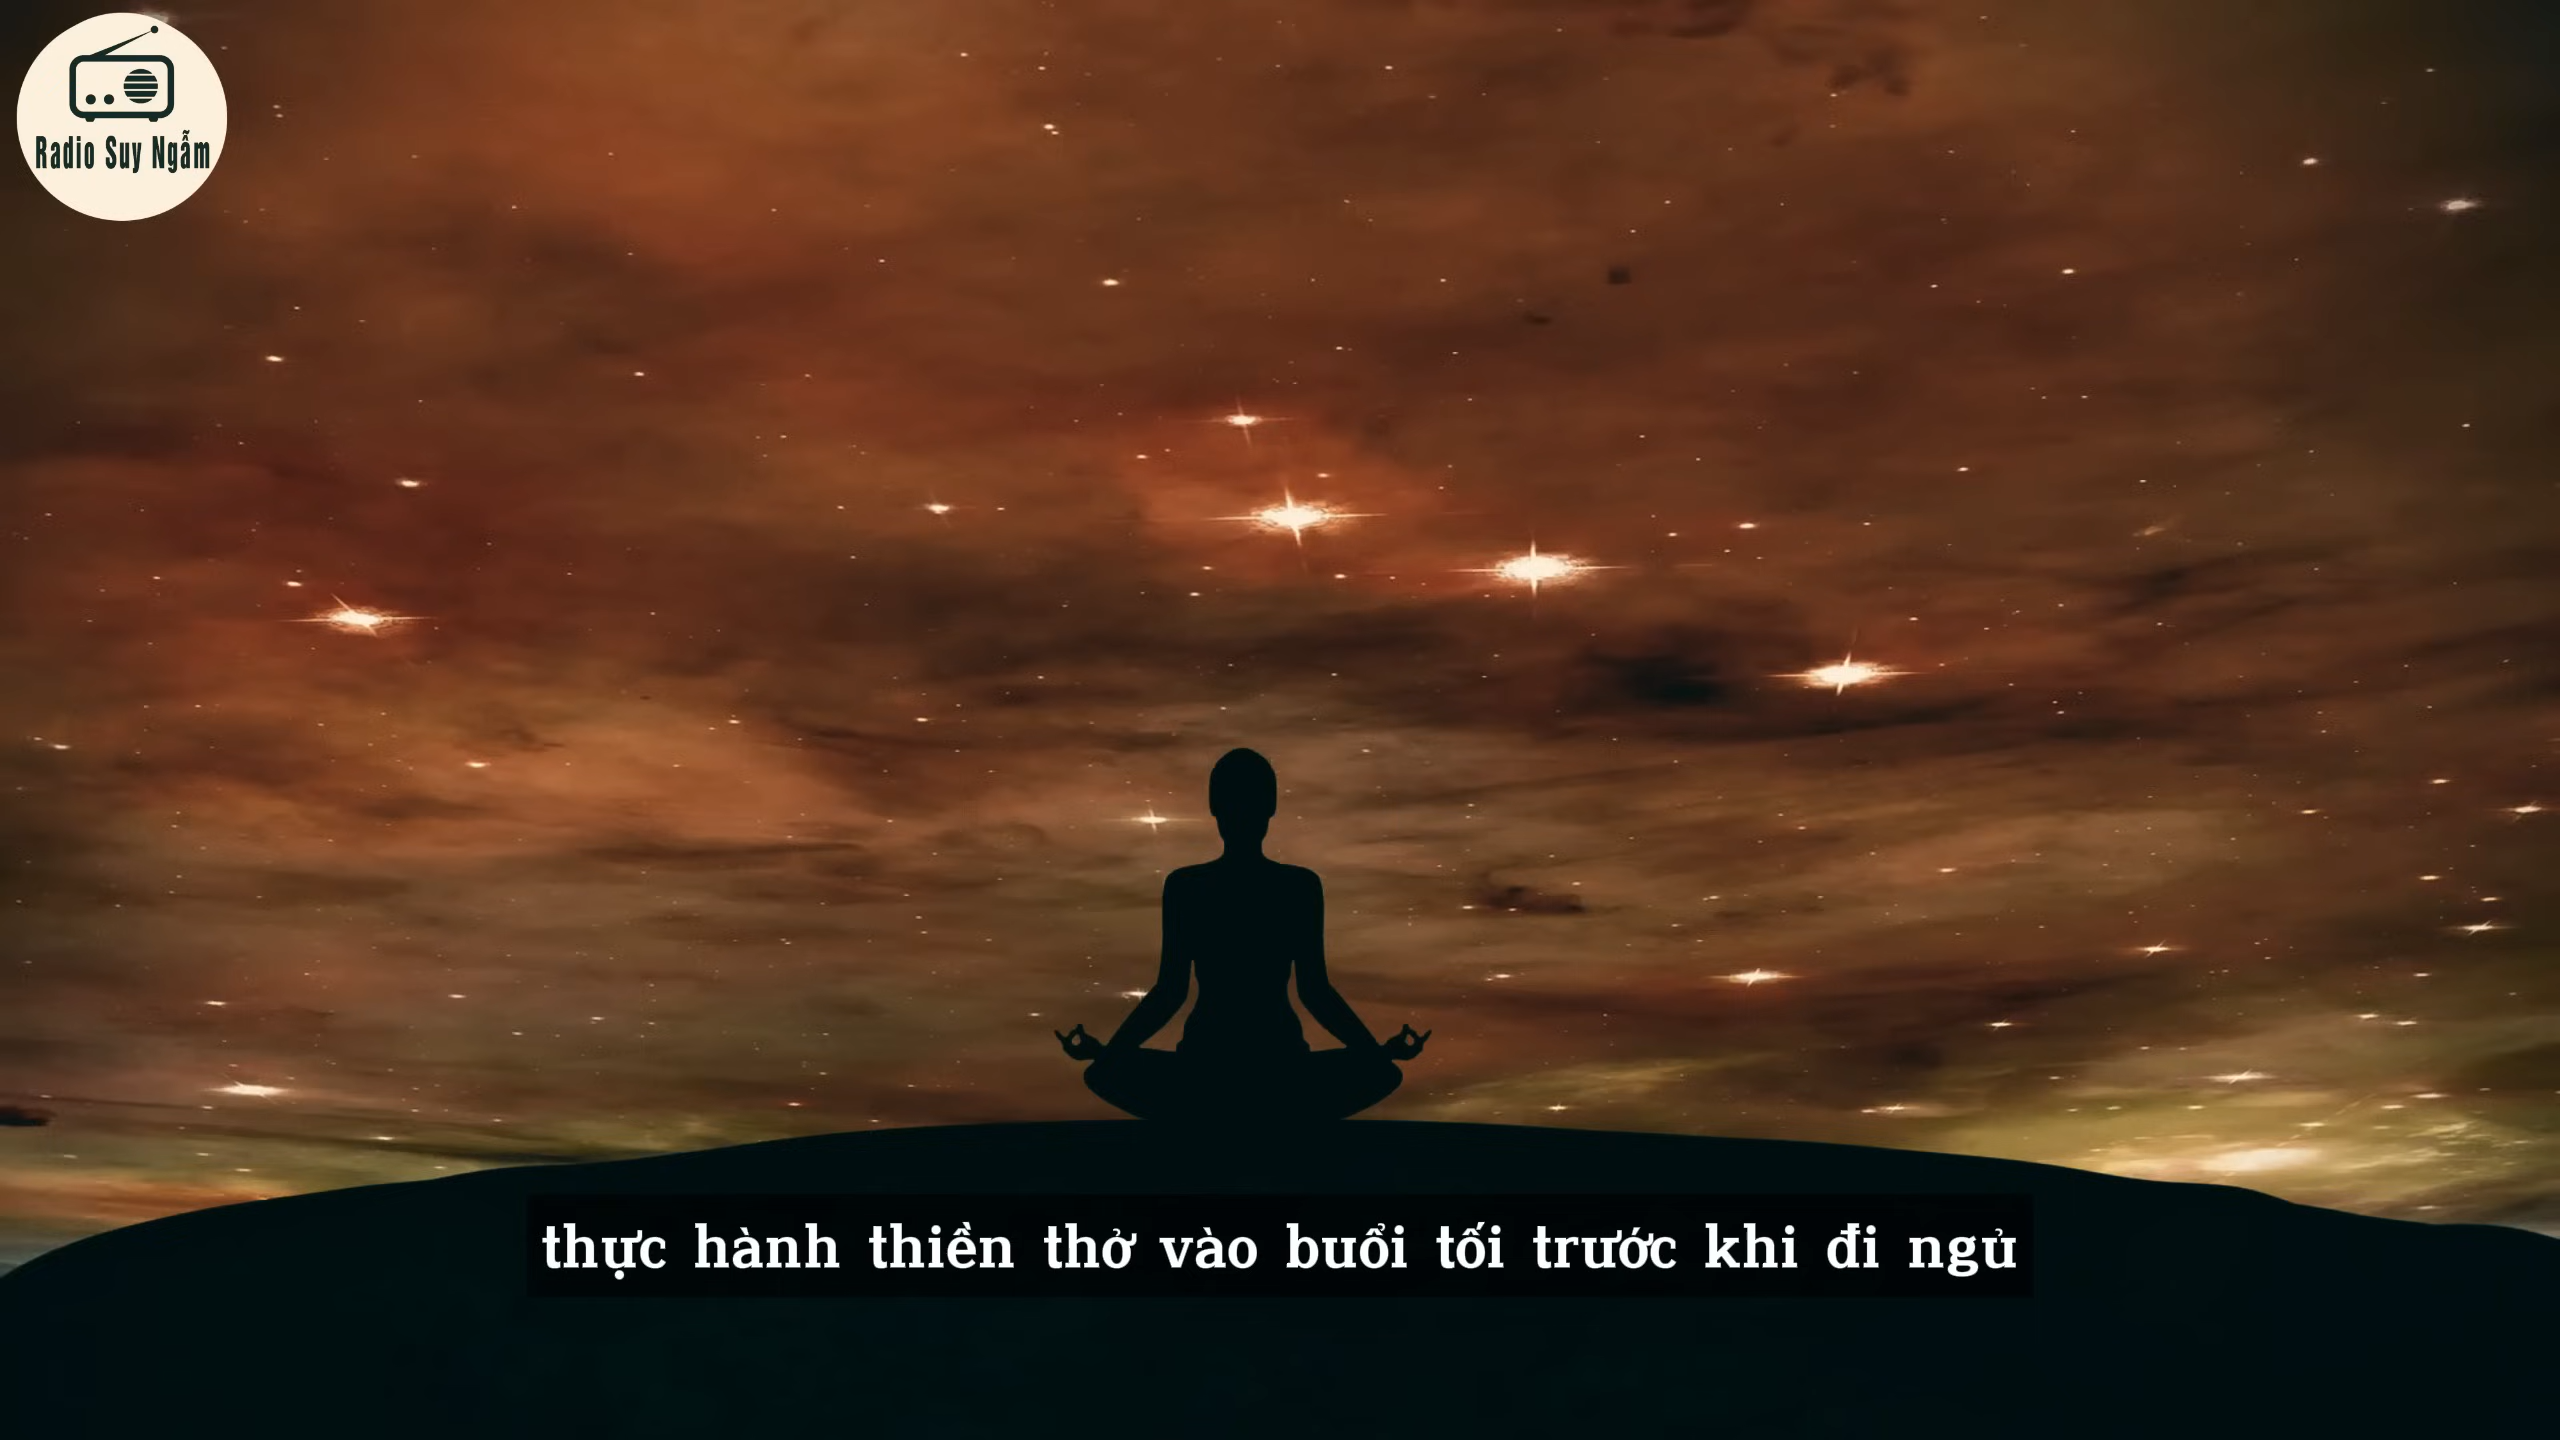 Radio Suy Ngẫm
thực hành thiền thở vào buổi tối trước khi đi ngủ